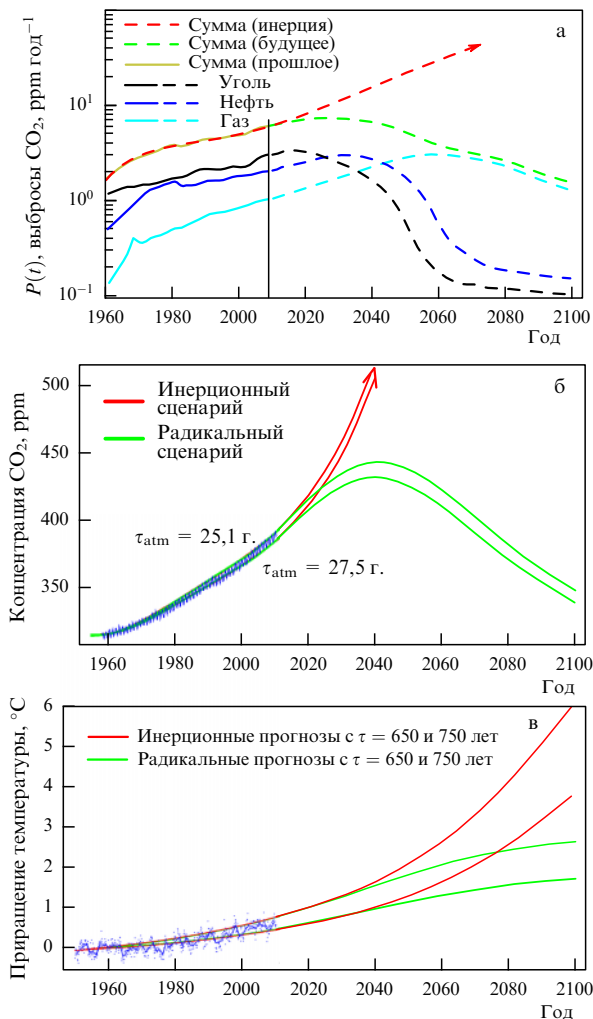 а
Сумма (инерция)
Сумма (будущее)
Сумма (прошлое)
Уголь
Нефть
Газ
P(t), выбросы CO₂, ppm год⁻¹
10¹
10⁰
10⁻¹
1960 1980 2000 2020 2040 2060 2080 2100
Год
б
Инерционный
сценарий
Радикальный
сценарий
Концентрация CO₂, ppm
500
450
400
350
τatm = 25,1 г.
τatm = 27,5 г.
1960 1980 2000 2020 2040 2060 2080 2100
Год
в
Инерционные прогнозы с τ = 650 и 750 лет
Радикальные прогнозы с τ = 650 и 750 лет
Приращение температуры, °C
6
5
4
3
2
1
0
1960 1980 2000 2020 2040 2060 2080 2100
Год